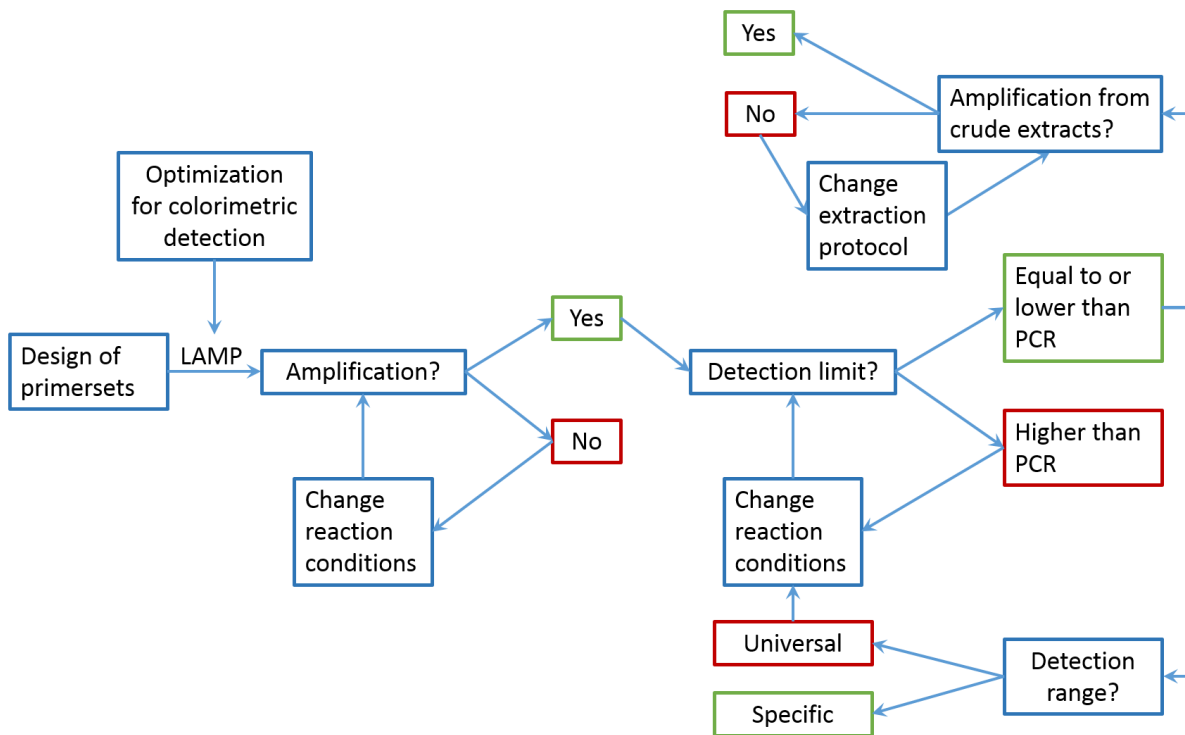 Yes
No
Amplification from
crude extracts?
Change
extraction
protocol
Optimization
for colorimetric
detection
Design of
primersets
LAMP
Amplification?
Yes
No
Change
reaction
conditions
Detection limit?
Equal to or
lower than
PCR
Higher than
PCR
Change
reaction
conditions
Universal
Specific
Detection
range?